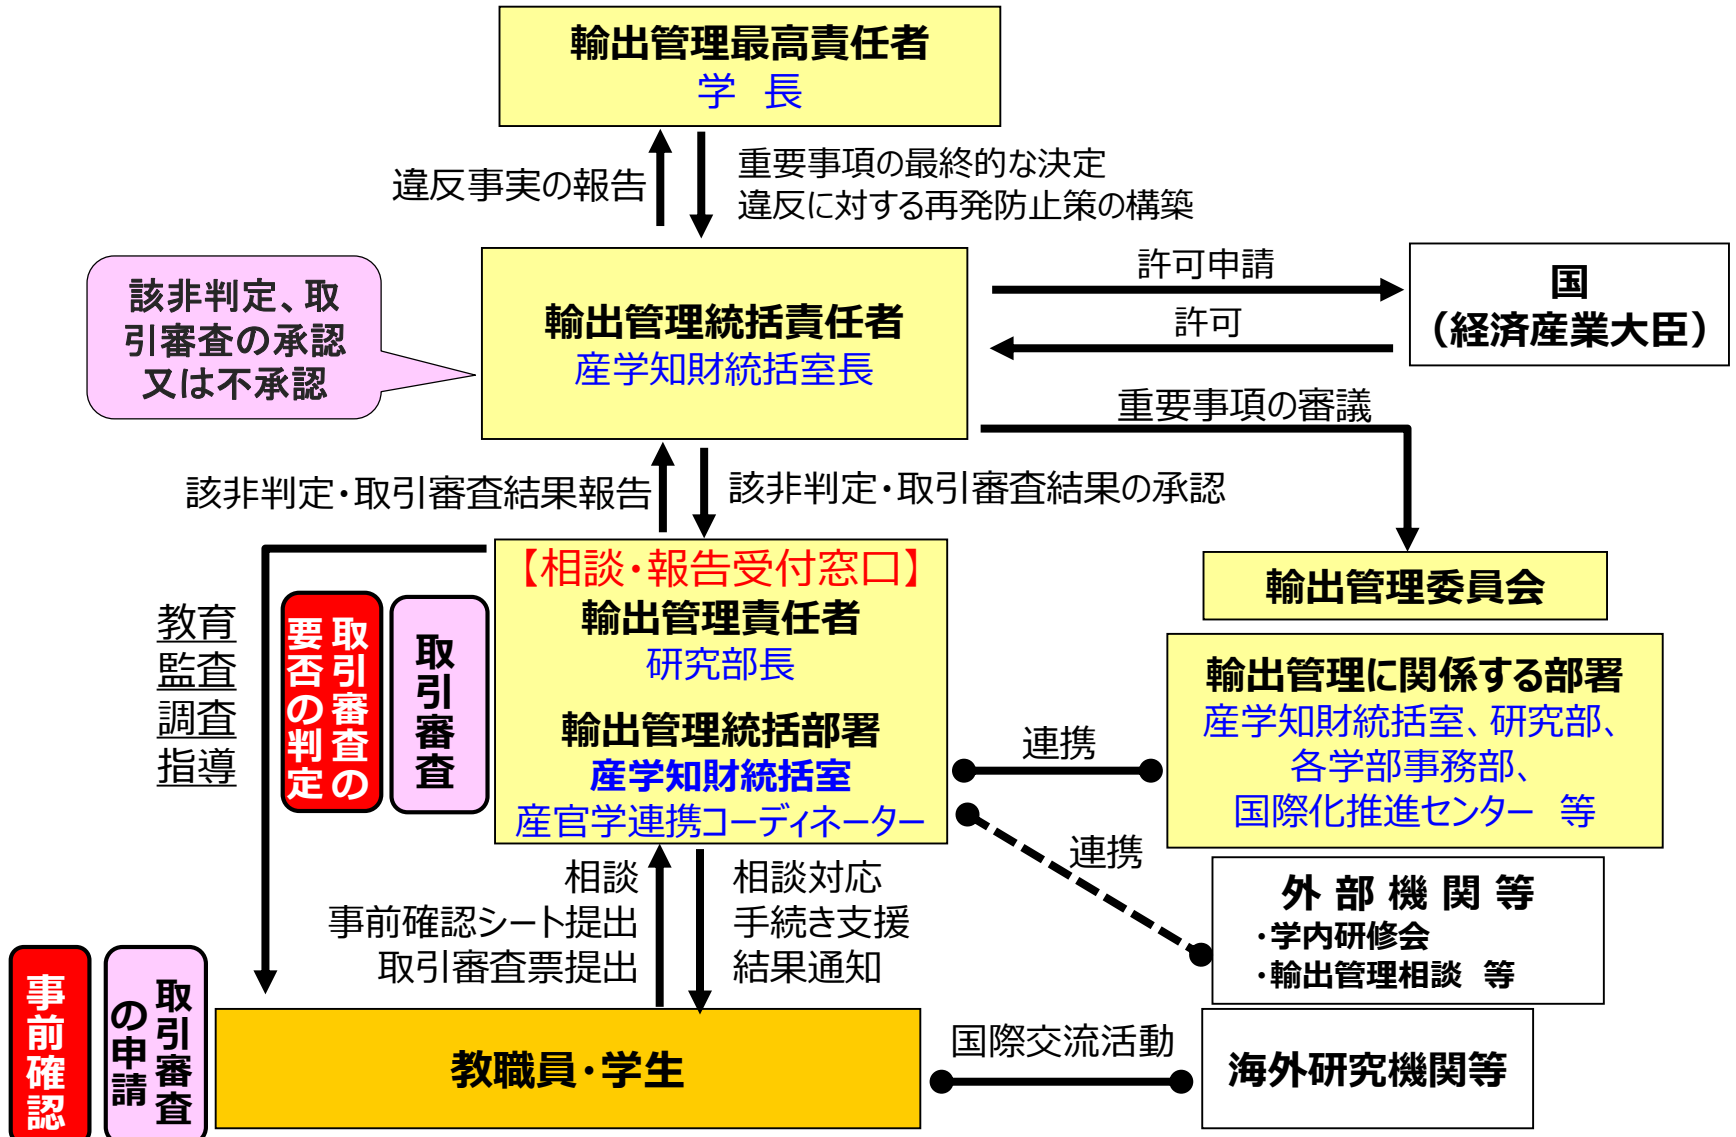 輸出管理最高責任者
学　長
違反事実の報告
重要事項の最終的な決定
違反に対する再発防止策の構築
該非判定、取
引審査の承認
又は不承認
輸出管理統括責任者
産学知財統括室長
許可申請
許可
国
（経済産業大臣）
重要事項の審議
該非判定・取引審査結果報告
該非判定・取引審査結果の承認
教育
監査
調査
指導
取引審査の
要否の判定
取引審査
【相談・報告受付窓口】
輸出管理責任者
研究部長
輸出管理統括部署
産学知財統括室
産官学連携コーディネーター
輸出管理委員会
輸出管理に関係する部署
産学知財統括室、研究部、
各学部事務部、
国際化推進センター　等
連携
連携
外 部 機 関 等
・学内研修会
・輸出管理相談　等
相談
事前確認シート提出
取引審査票提出
相談対応
手続き支援
結果通知
事前確認
取引審査
の申請
教職員・学生
国際交流活動
海外研究機関等